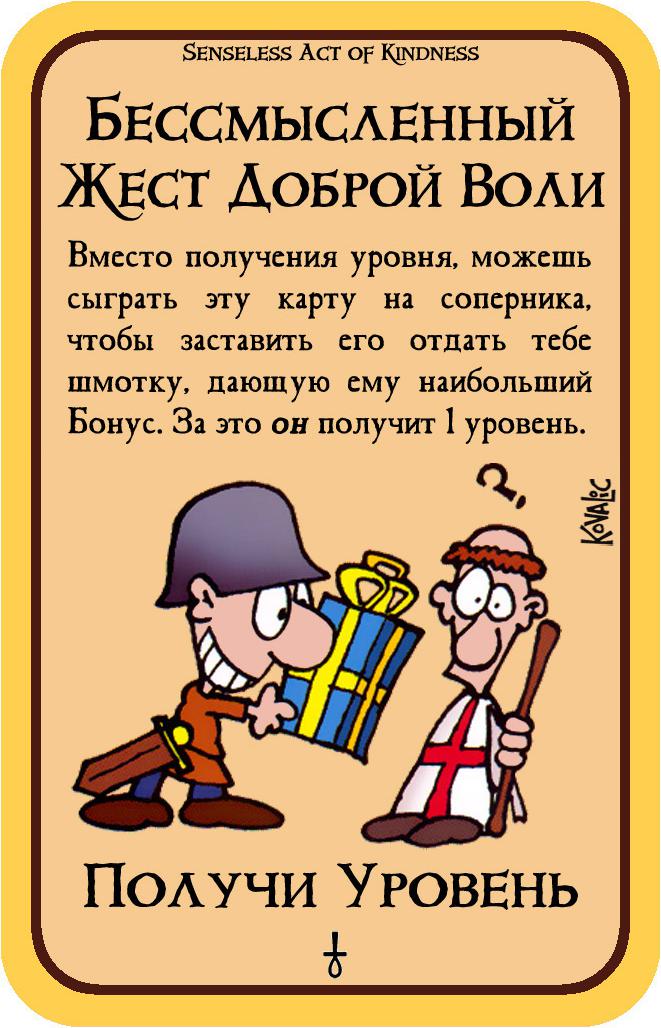 Senseless Act of Kindness
Бессмысленный
Жест Доброй Воли
Вместо получения уровня, можешь
сыграть эту карту на соперника,
чтобы заставить его отдать тебе
шмотку, дающую ему наибольший
Бонус. За это он получит 1 уровень.
?
Kovalic
Получи Уровень